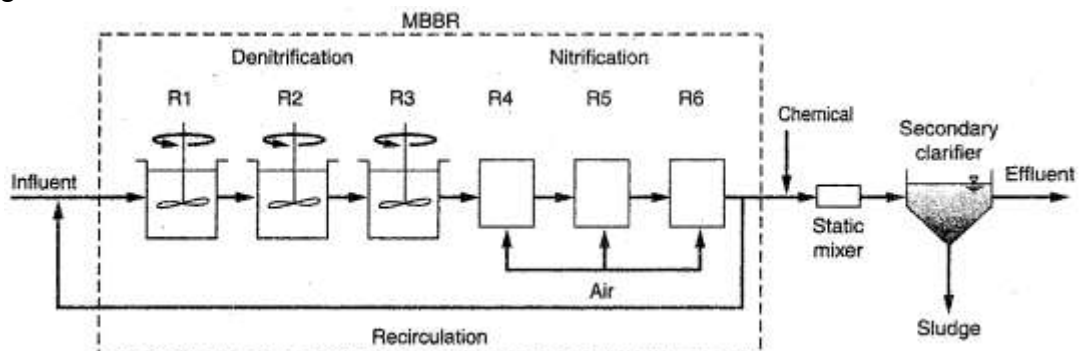 MBBR
Denitrification Nitrification
R1 R2 R3 R4 R5 R6
Chemical
Secondary
clarifier
Influent
Effluent
Static
mixer
Air
Sludge
Recirculation